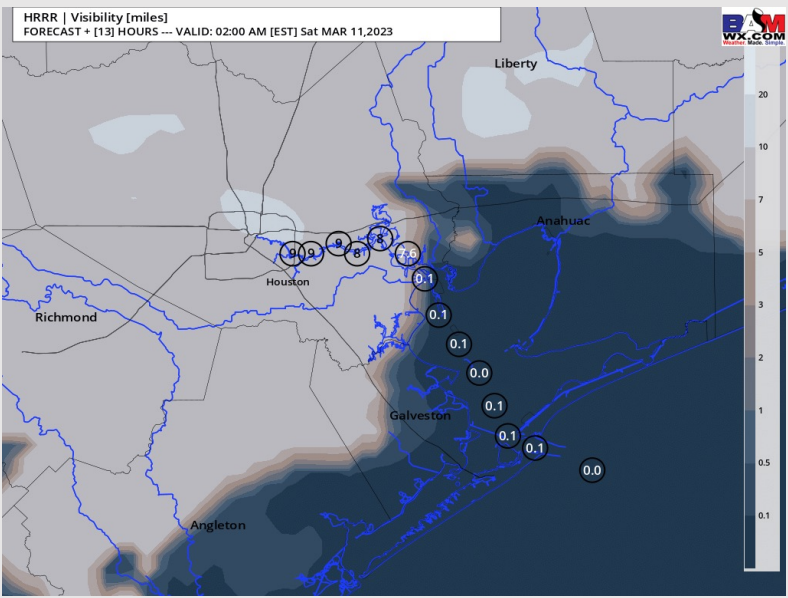 HRRR | Visibility [miles]
FORECAST + [13] HOURS --- VALID: 02:00 AM [EST] Sat MAR 11,2023
BAM
WX.COM
Weather. Made. Simple.
Liberty
20
10
7
Anahuac
9 9 9 8 8 7.6
5
Houston
0.1
3
Richmond
0.1
0.1
2
0.0
0.1
1
Galveston
0.1
0.1
0.5
0.0
0.1
Angleton